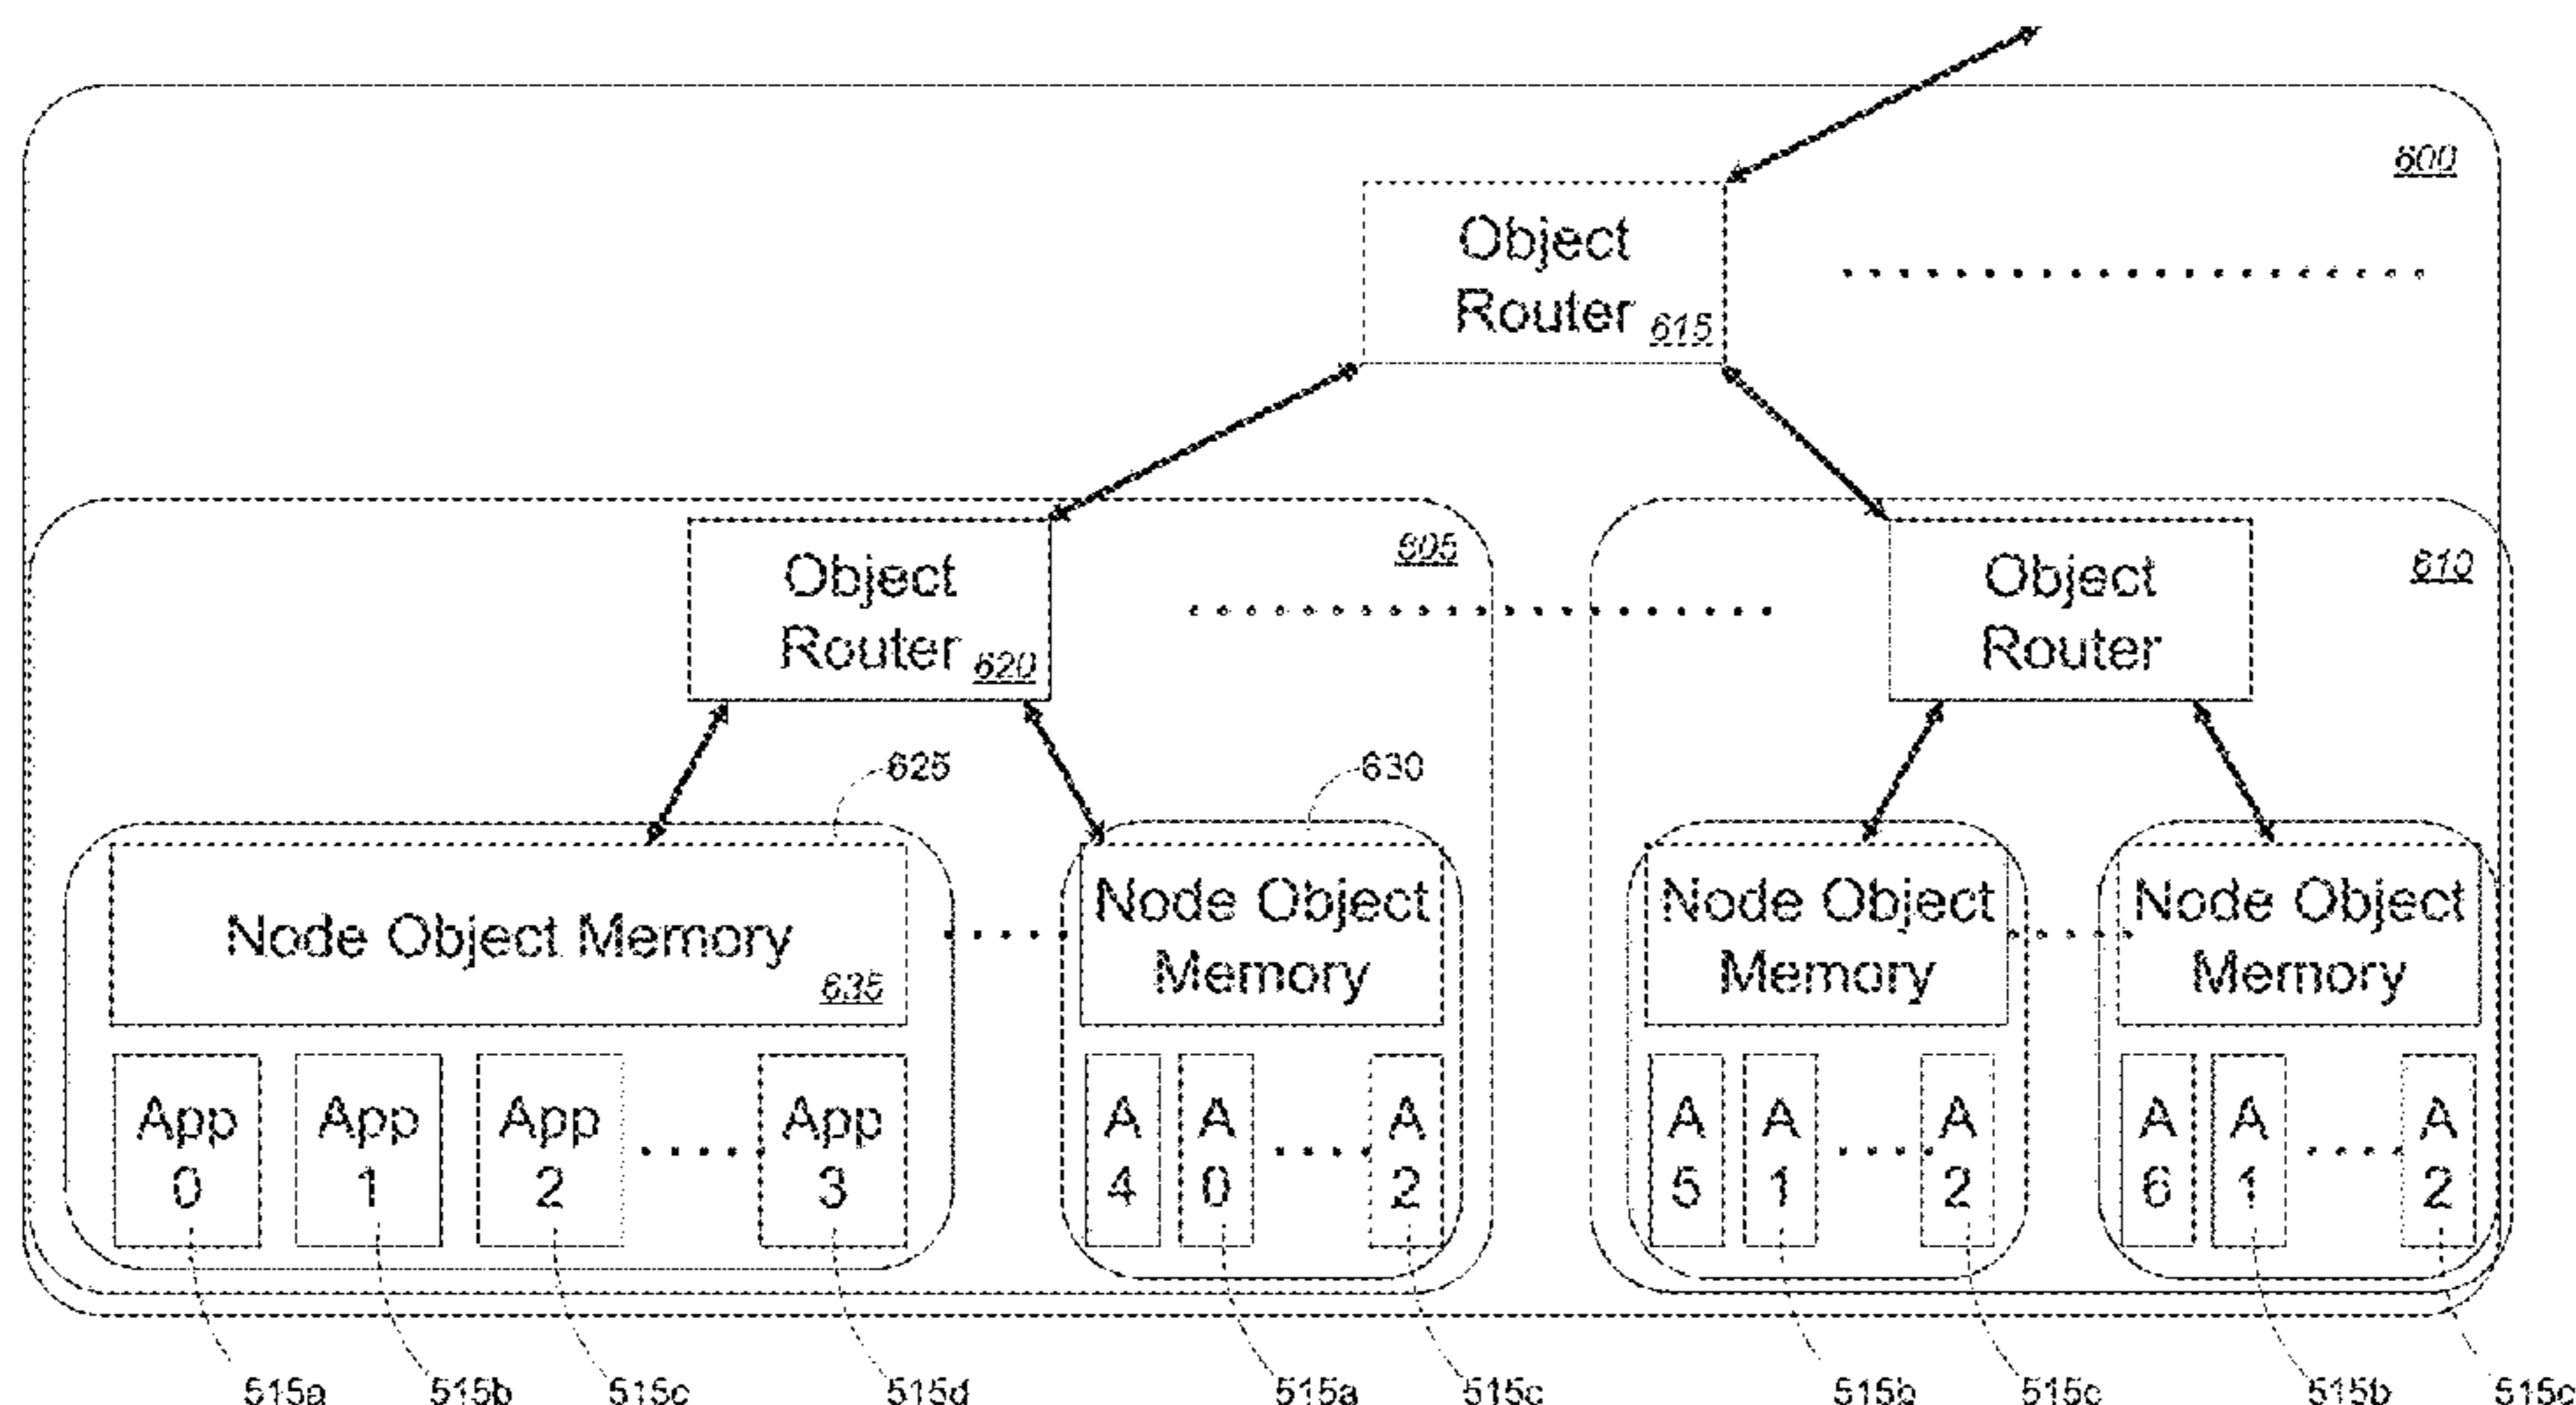 600
Object
Router 615
605
610
Object
Router 620
Object
Router
625
630
Node Object Memory
635
Node Object
Memory
Node Object
Memory
Node Object
Memory
App
0
App
1
App
2
App
3
A
4
A
0
A
2
A
5
A
1
A
2
A
6
A
1
A
2
515a
515b
515c
515d
515a
515c
515b
515c
515b
515c